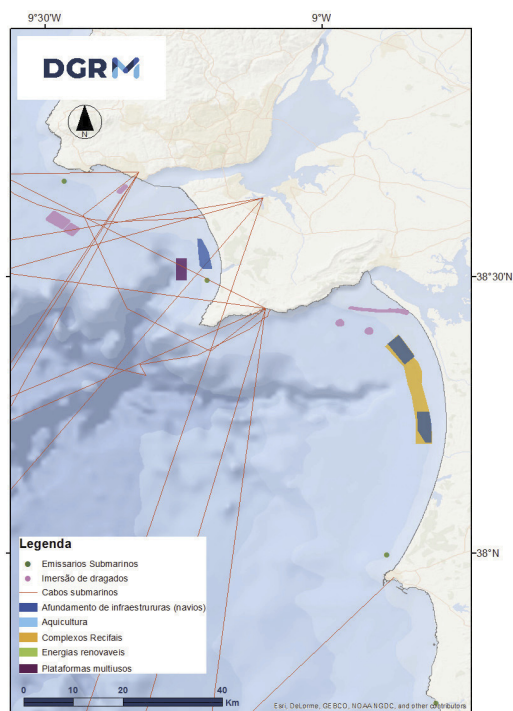 9°30'W
9°W
DGRM
N
38°30'N
38°N
Legenda
Emissarios Submarinos
Imersão de dragados
Cabos submarinos
Afundamento de infraestrururas (navios)
Aquicultura
Complexos Recifais
Energias renovaveis
Plataformas multiusos
0 10 20 40
Km
Esri, DeLorme, GEBCO, NOAA NGDC, and other contributors